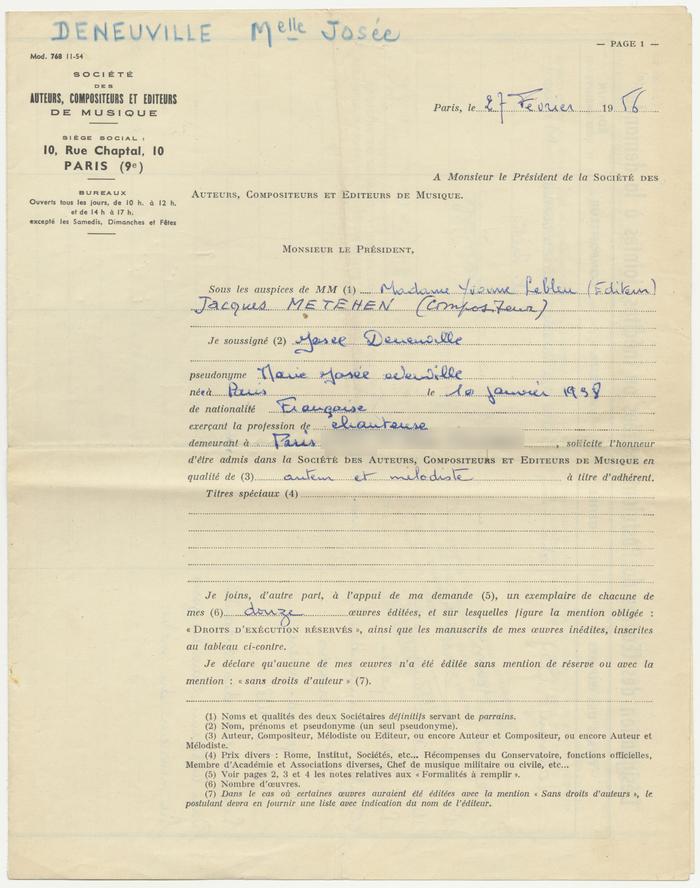 DENEUVILLE Melle Josée
— PAGE 1 —
Mod. 768 11-54
SOCIÉTÉ
DES
AUTEURS, COMPOSITEURS ET EDITEURS
DE MUSIQUE
SIÈGE SOCIAL :
10, Rue Chaptal, 10
PARIS (9e)
BUREAUX
Ouverts tous les jours, de 10 h. à 12 h.
et de 14 h à 17 h.
excepté les Samedis, Dimanches et Fêtes
Paris, le 27 Février 1956
A Monsieur le Président de la SOCIÉTÉ DES
AUTEURS, COMPOSITEURS ET EDITEURS DE MUSIQUE.
MONSIEUR LE PRÉSIDENT,
Sous les auspices de MM (1) Madame Yvonne Lebleu (Editeur)
Jacques METEHEN (Compositeur)
Je soussigné (2) Josée Deneuville
pseudonyme Marie Josée
née à Paris le 10 janvier 1938
de nationalité Française
exerçant la profession de chanteuse
demeurant à Paris , sollicite l'honneur
d'être admis dans la SOCIÉTÉ DES AUTEURS, COMPOSITEURS ET EDITEURS DE MUSIQUE en
qualité de (3) auteur et mélodiste à titre d'adhérent.
Titres spéciaux (4)
Je joins, d'autre part, à l'appui de ma demande (5), un exemplaire de chacune de
mes (6) douze œuvres éditées, et sur lesquelles figure la mention obligée :
« DROITS D'EXÉCUTION RÉSERVÉS », ainsi que les manuscrits de mes œuvres inédites, inscrites
au tableau ci-contre.
Je déclare qu'aucune de mes œuvres n'a été éditée sans mention de réserve ou avec la
mention : « sans droits d'auteur » (7).
(1) Noms et qualités des deux Sociétaires définitifs servant de parrains.
(2) Nom, prénoms et pseudonyme (un seul pseudonyme).
(3) Auteur, Compositeur, Mélodiste ou Editeur, ou encore Auteur et Compositeur, ou encore Auteur et
Mélodiste.
(4) Prix divers : Rome, Institut, Sociétés, etc... Récompenses du Conservatoire, fonctions officielles,
Membre d'Académie et Associations diverses, Chef de musique militaire ou civile, etc...
(5) Voir pages 2, 3 et 4 les notes relatives aux « Formalités à remplir ».
(6) Nombre d'œuvres.
(7) Dans le cas où certaines œuvres auraient été éditées avec la mention « Sans droits d'auteurs », le
postulant devra en fournir une liste avec indication du nom de l'éditeur.